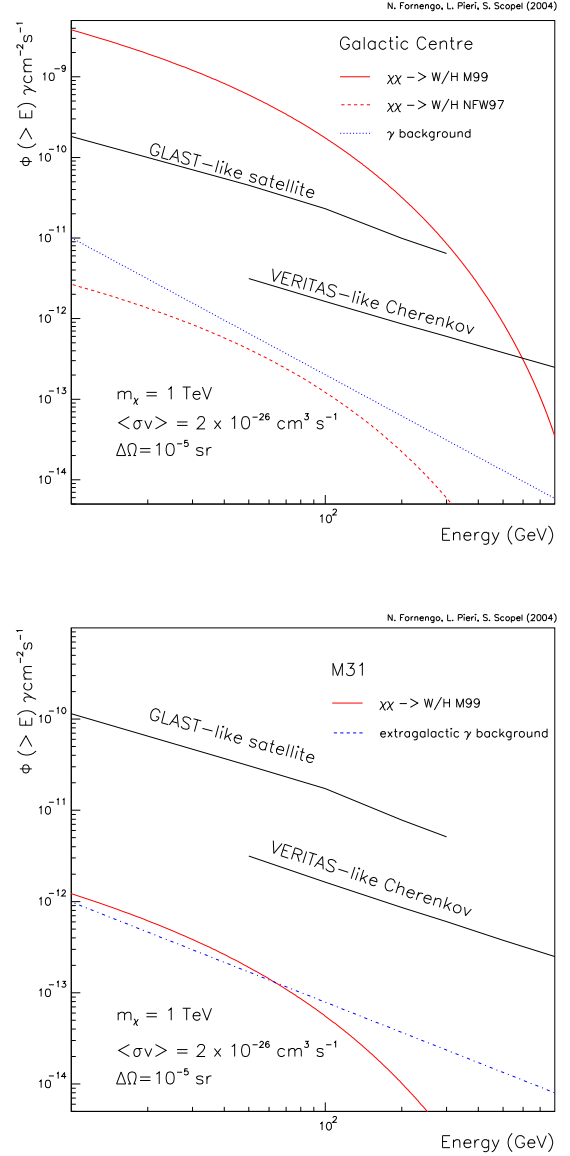 N. Fornengo, L. Pieri, S. Scopel (2004)
Φ (> E) γcm⁻²s⁻¹
Galactic Centre
χχ –> W/H M99
χχ –> W/H NFW97
γ background
10⁻⁹
10⁻¹⁰
10⁻¹¹
10⁻¹²
10⁻¹³
10⁻¹⁴
GLAST–like satellite
VERITAS–like Cherenkov
mχ = 1 TeV
<σv> = 2 x 10⁻²⁶ cm³ s⁻¹
ΔΩ=10⁻⁵ sr
10²
Energy (GeV)
N. Fornengo, L. Pieri, S. Scopel (2004)
Φ (> E) γcm⁻²s⁻¹
M31
χχ –> W/H M99
extragalactic γ background
10⁻¹⁰
10⁻¹¹
10⁻¹²
10⁻¹³
10⁻¹⁴
GLAST–like satellite
VERITAS–like Cherenkov
mχ = 1 TeV
<σv> = 2 x 10⁻²⁶ cm³ s⁻¹
ΔΩ=10⁻⁵ sr
10²
Energy (GeV)